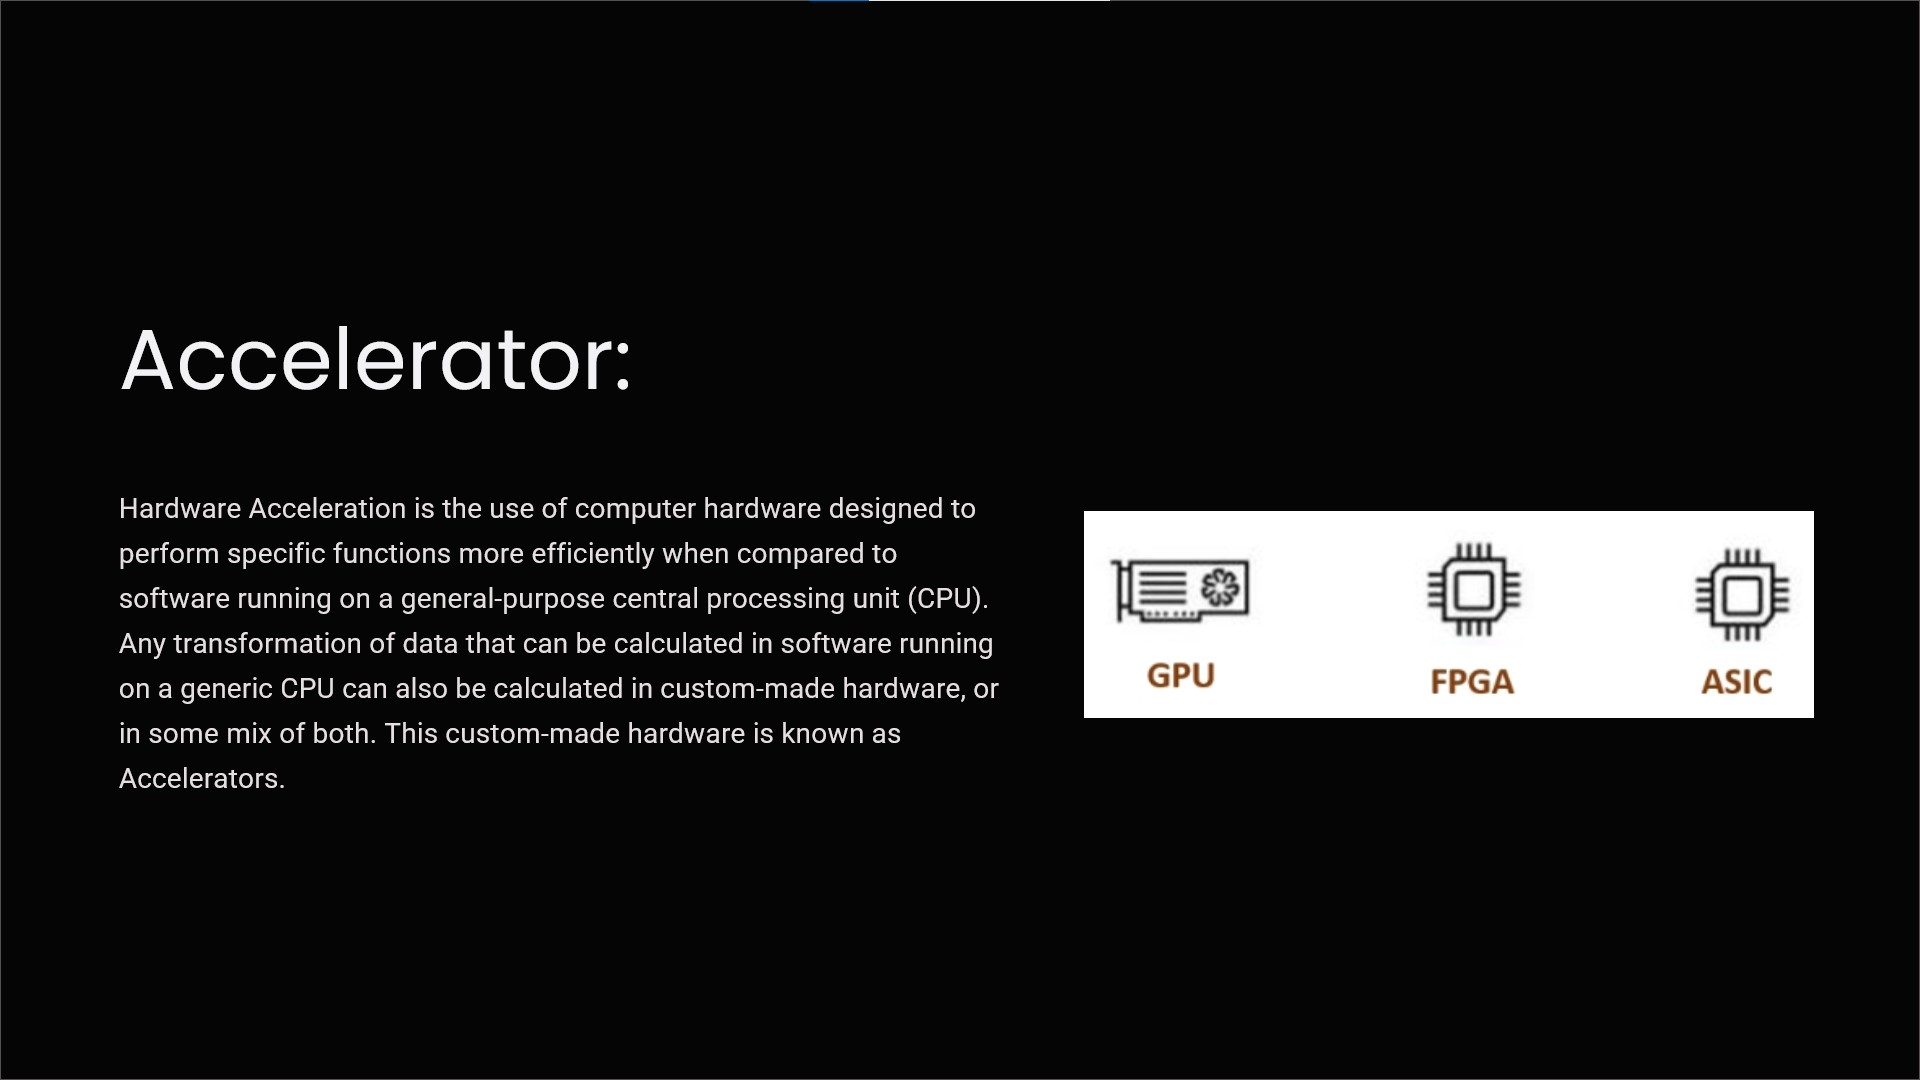 Accelerator:
Hardware Acceleration is the use of computer hardware designed to
perform specific functions more efficiently when compared to
software running on a general-purpose central processing unit (CPU).
Any transformation of data that can be calculated in software running
on a generic CPU can also be calculated in custom-made hardware, or
in some mix of both. This custom-made hardware is known as
Accelerators.
GPU
FPGA
ASIC